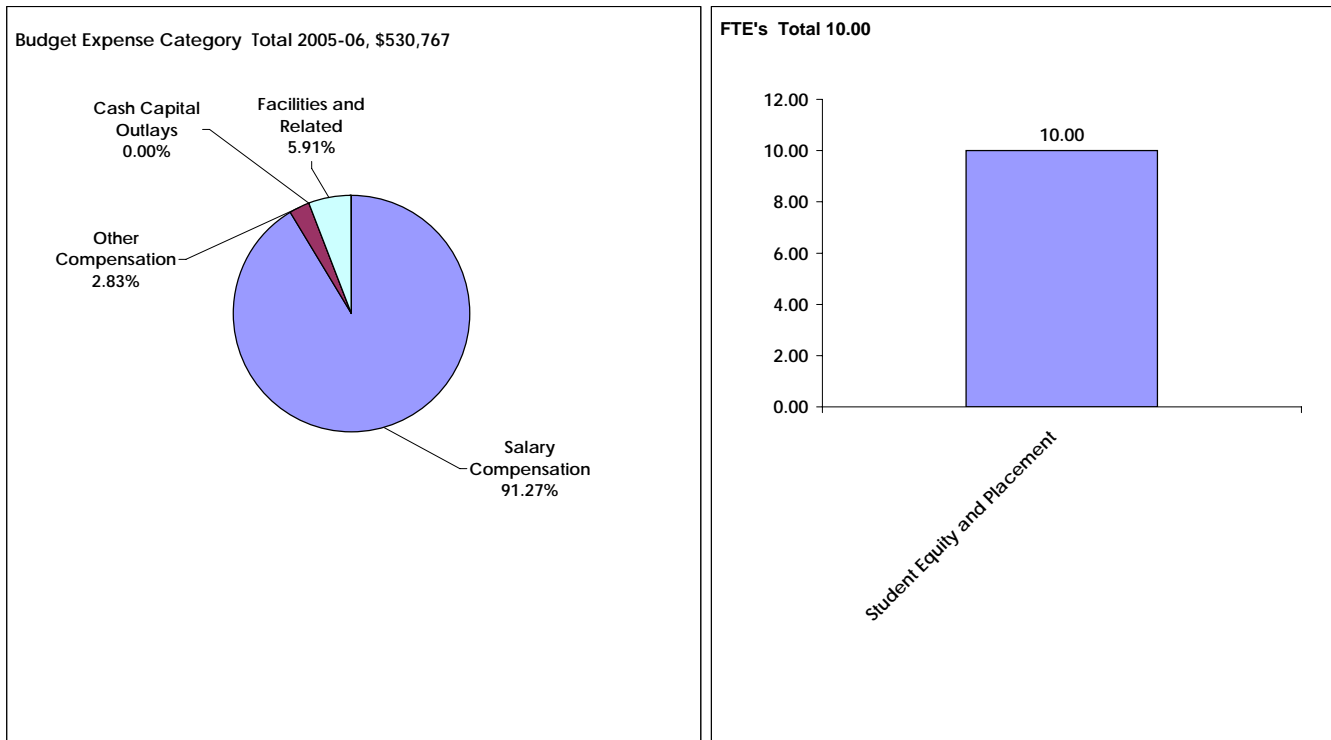 Budget Expense Category  Total 2005-06, $530,767
Cash Capital
Outlays
0.00%
Facilities and
Related
5.91%
Other
Compensation
2.83%
Salary
Compensation
91.27%
FTE's  Total 10.00
12.00
10.00
8.00
6.00
4.00
2.00
0.00
10.00
Student Equity and Placement